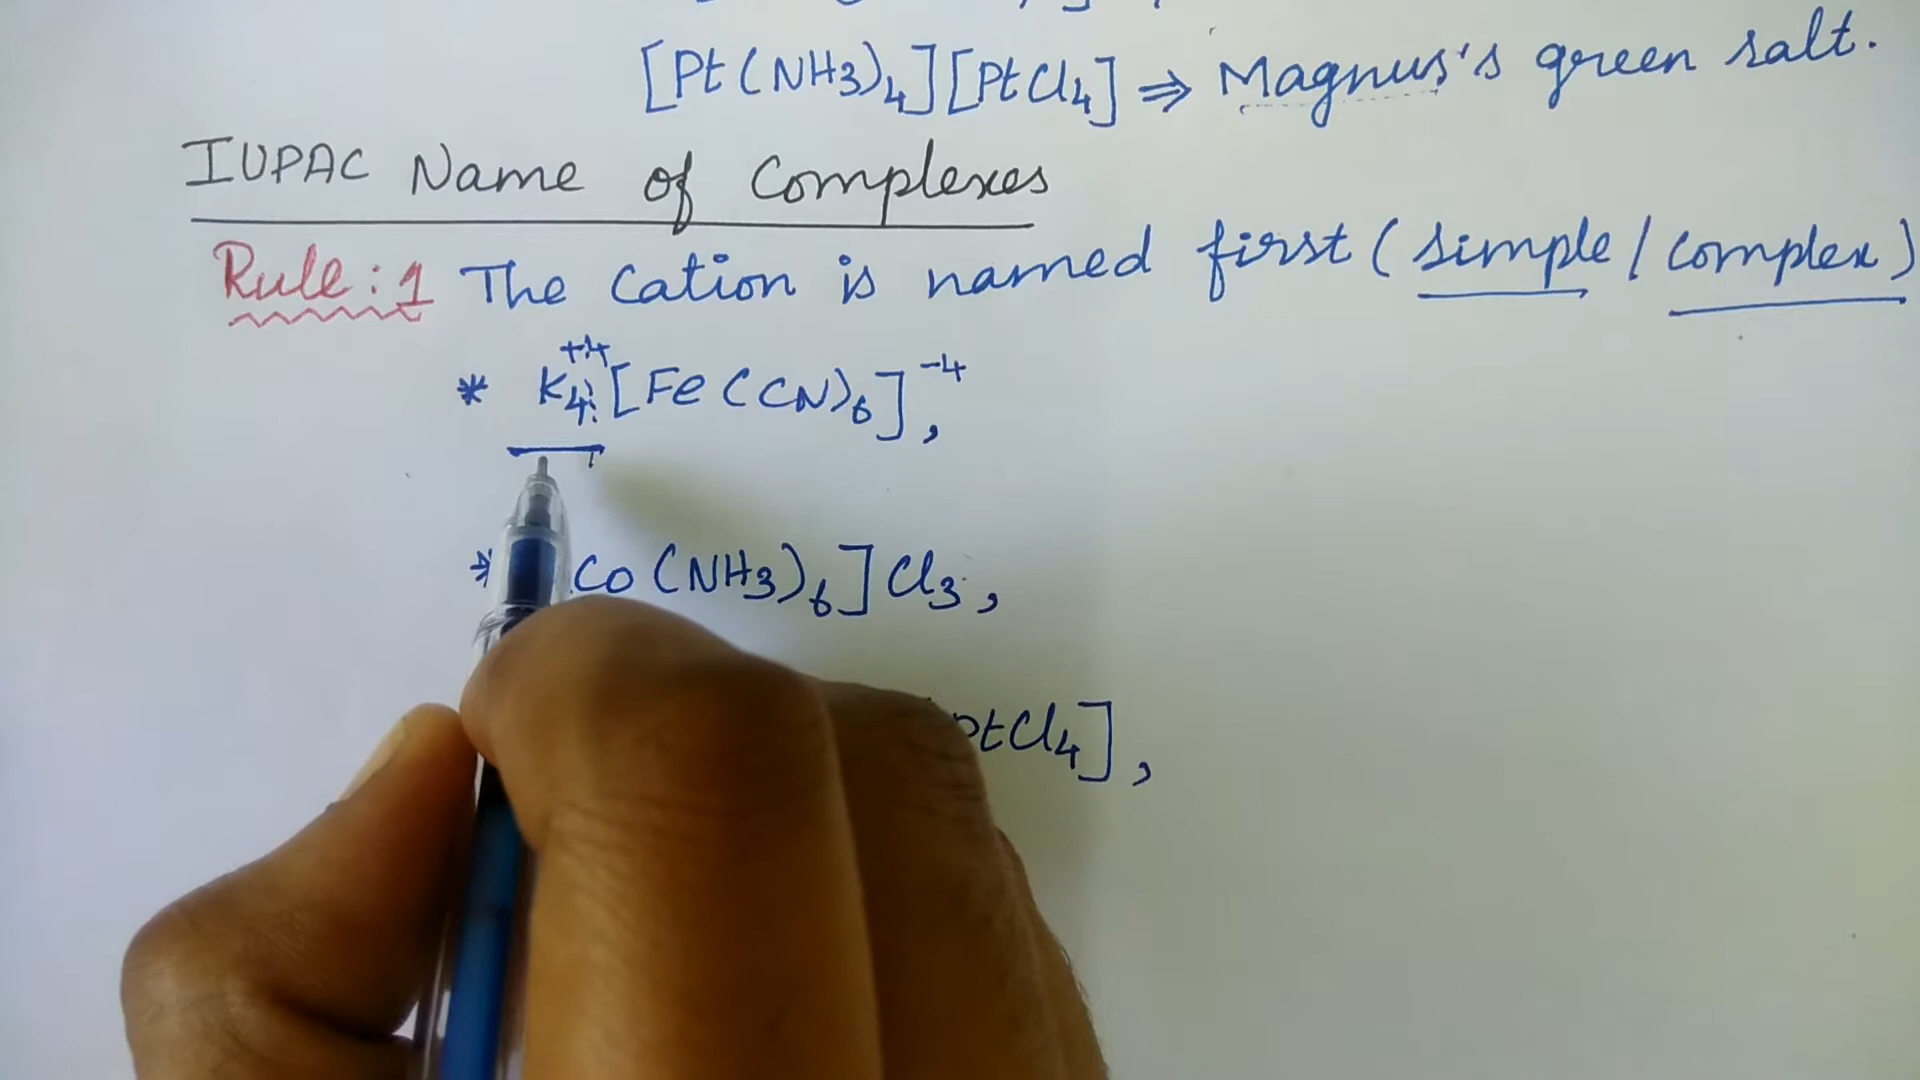 [Pt(NH3)4][PtCl4] ⇒ Magnus's green salt.
IUPAC Name of Complexes
Rule:1 The Cation is named first (simple / complex)
* K4+4 [Fe(CN)6]-4,
* Co(NH3)6]Cl3,
PtCl4],